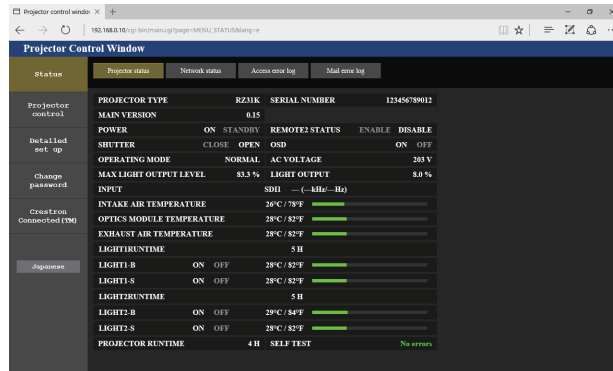 Projector control windo
192.168.0.10/cgi-bin/main.cgi?page=MENU_STATUS&lang=e
Projector Control Window
Status
Projector status Network status Access error log Mail error log
Projector control
Detailed set up
Change password
Crestron Connected(TM)
Japanese
PROJECTOR TYPE RZ31K SERIAL NUMBER 123456789012
MAIN VERSION 0.15
POWER ON STANDBY REMOTE2 STATUS ENABLE DISABLE
SHUTTER CLOSE OPEN OSD ON OFF
OPERATING MODE NORMAL AC VOLTAGE 203 V
MAX LIGHT OUTPUT LEVEL 83.3 % LIGHT OUTPUT 8.0 %
INPUT SDI1 --- (---kHz/---Hz)
INTAKE AIR TEMPERATURE 26°C / 78°F
OPTICS MODULE TEMPERATURE 28°C / 82°F
EXHAUST AIR TEMPERATURE 28°C / 82°F
LIGHT1RUNTIME 5 H
LIGHT1-B ON OFF 28°C / 82°F
LIGHT1-S ON OFF 28°C / 82°F
LIGHT2RUNTIME 5 H
LIGHT2-B ON OFF 29°C / 84°F
LIGHT2-S ON OFF 28°C / 82°F
PROJECTOR RUNTIME 4 H SELF TEST No errors